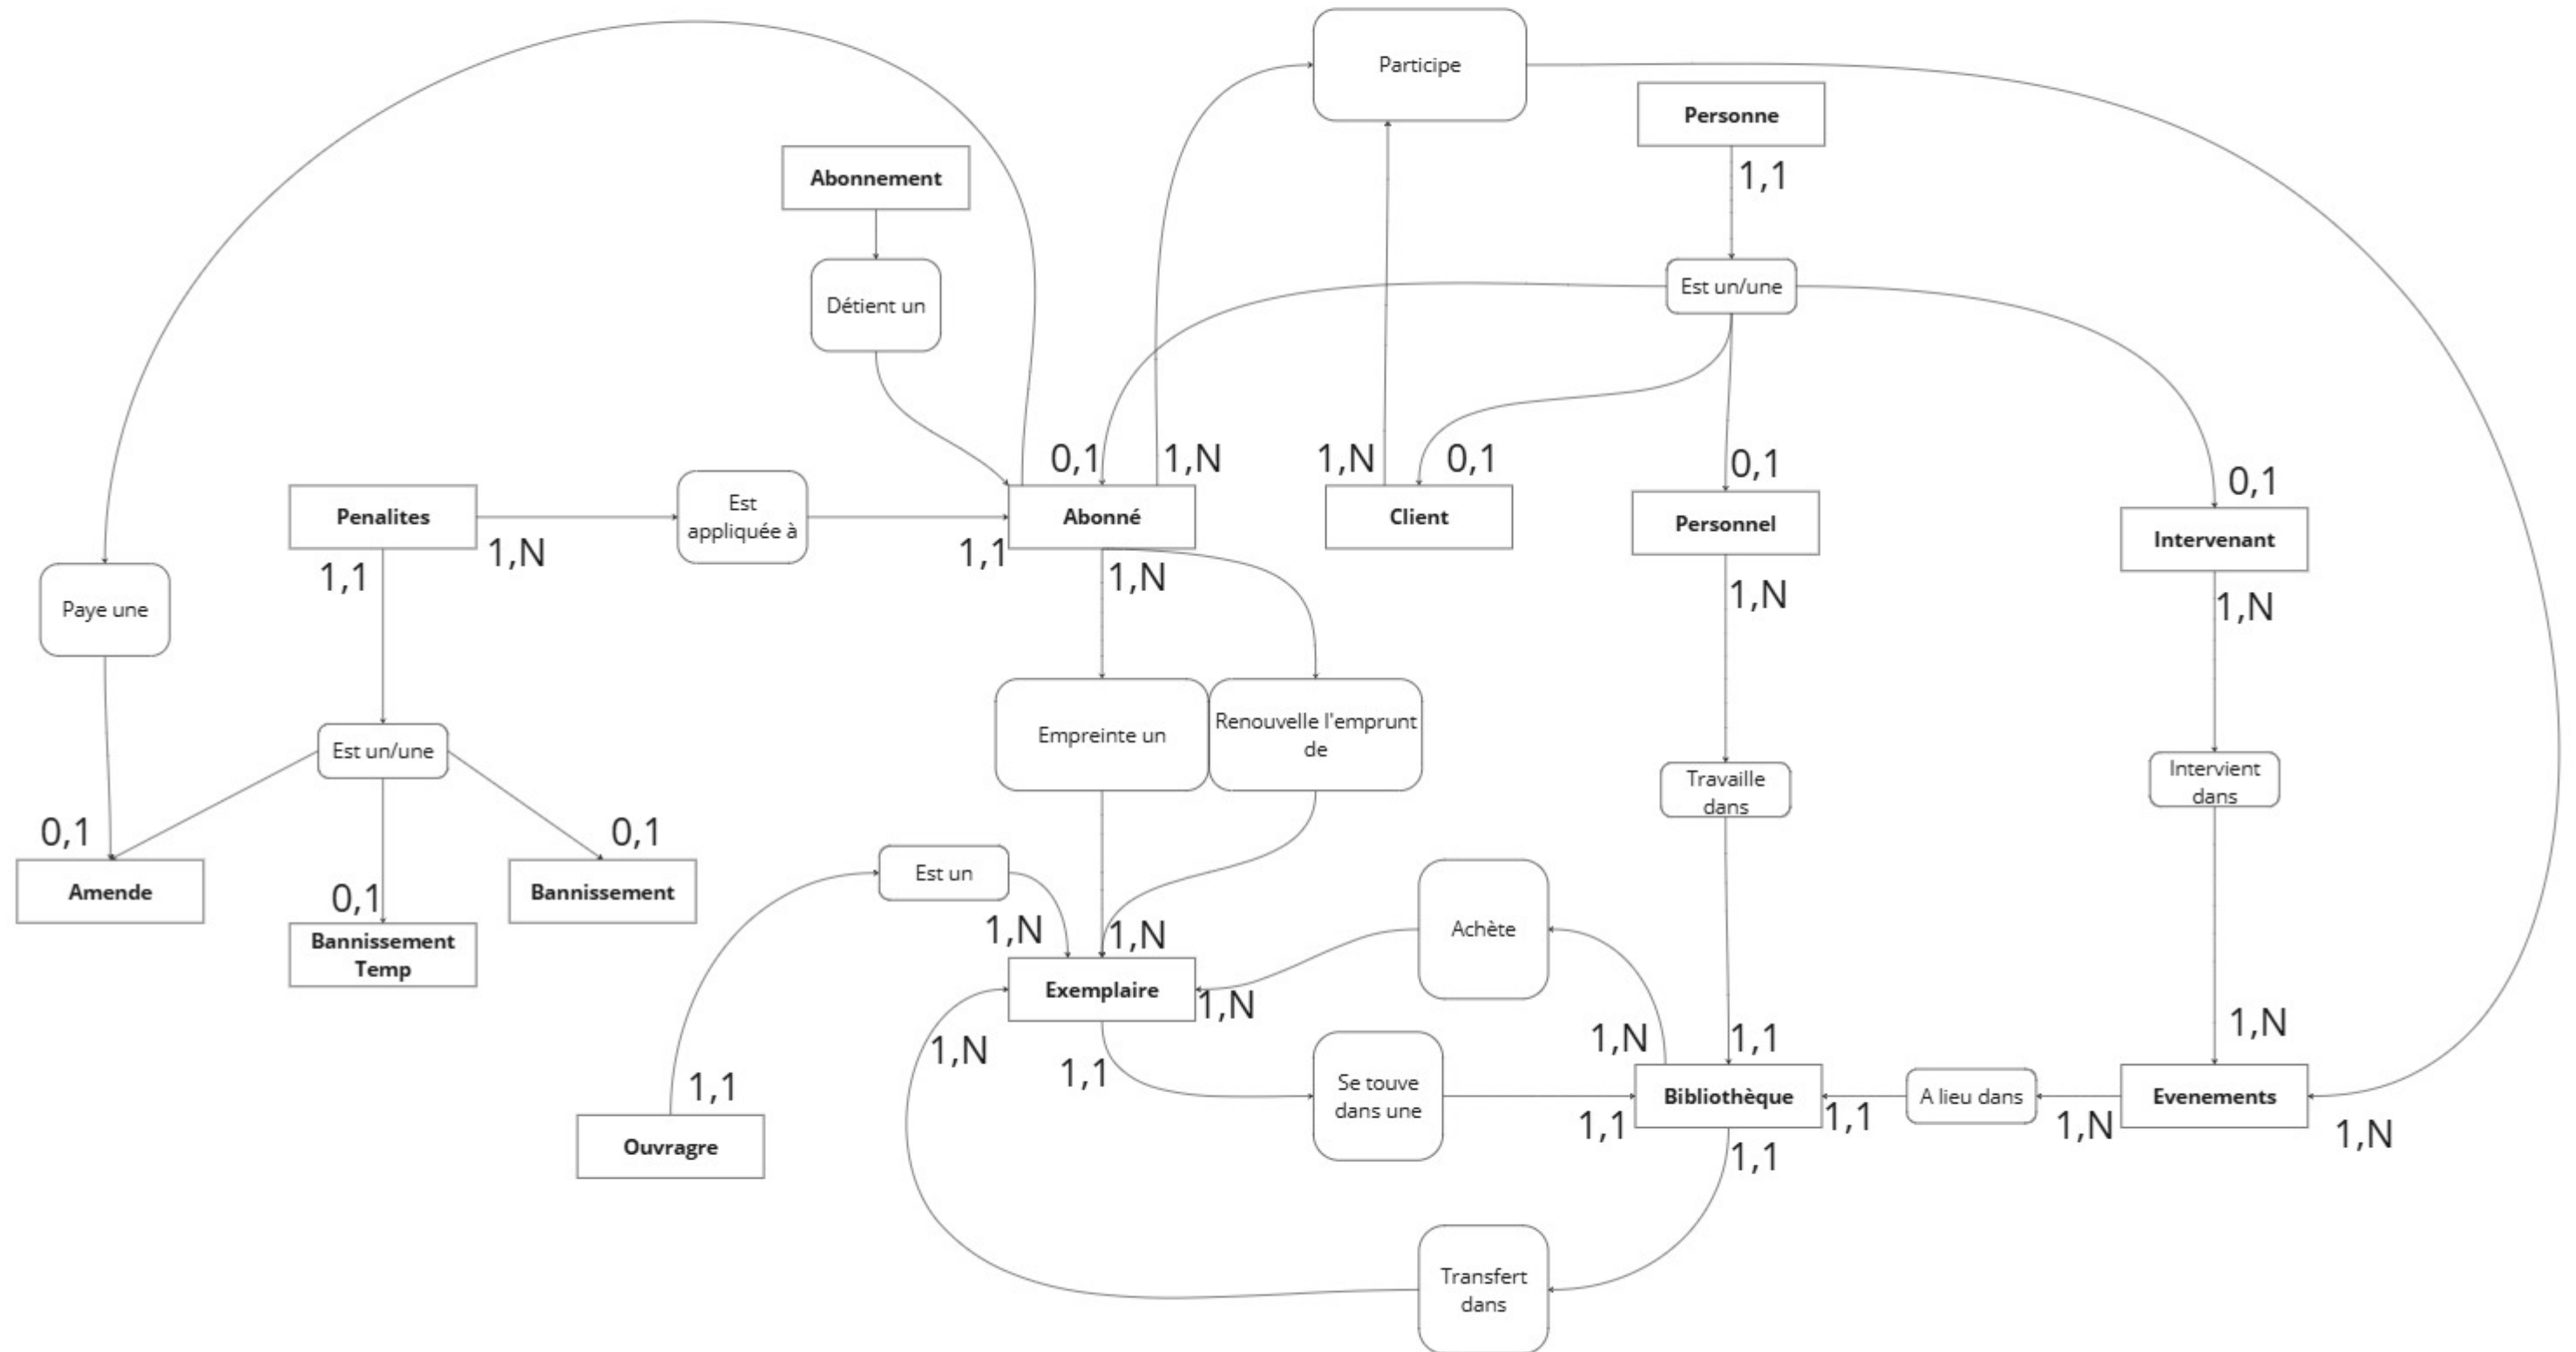 Participe
Personne
1,1
Abonnement
Détient un
Est un/une
0,1
1,N
1,N
0,1
0,1
0,1
Penalites
Est
appliquée à
Abonné
Client
Personnel
Intervenant
1,1
1,N
1,1
1,N
1,N
1,N
Paye une
Est un/une
Empreinte un
Renouvelle l'emprunt
de
Travaille
dans
Intervient
dans
0,1
0,1
0,1
Amende
Bannissement
Bannissement
Temp
Est un
1,N
1,N
Achète
Exemplaire
1,N
1,N
1,1
1,N
1,1
1,N
1,1
Ouvragre
Se touve
dans une
1,1
Bibliothèque
1,1
A lieu dans
1,N
Evenements
1,N
1,1
Transfert
dans